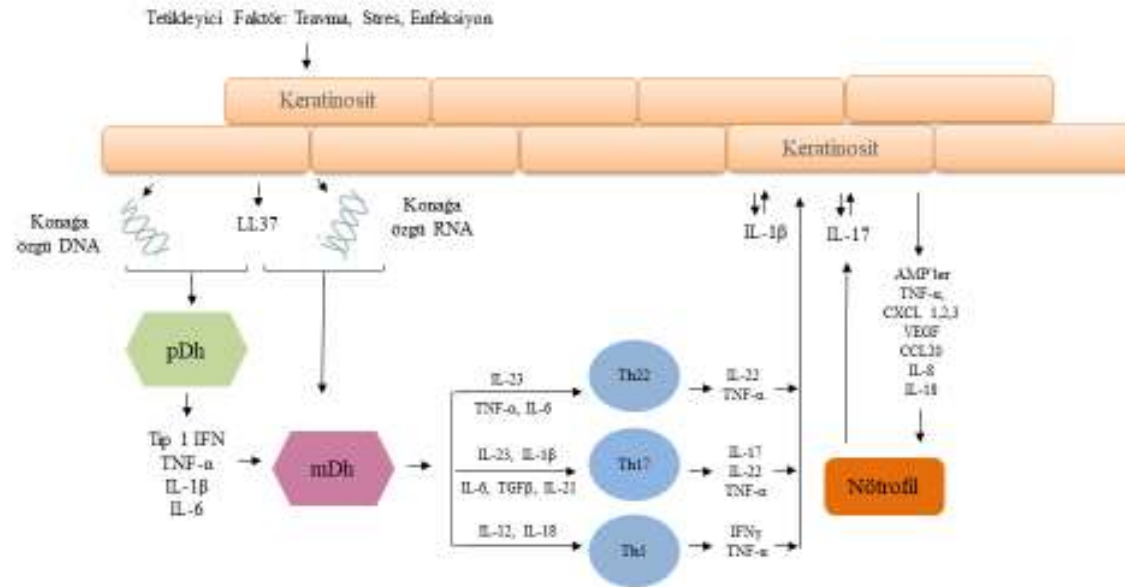 Tetikleyici Faktör: Travma, Stres, Enfeksiyon
Keratinosit
Keratinosit
Konağa
özgü DNA
LL37
Konağa
özgü RNA
IL-1β
IL-17
AMP'ler
TNF-α,
CXCL 1,2,3
VEGF
CCL20
IL-8
IL-18
pDh
Tip 1 IFN
TNF-α
IL-1β
IL-6
mDh
IL-23
TNF-α, IL-6
Th22
IL-22
TNF-α
IL-23, IL-1β
IL-6, TGFβ, IL-21
Th17
IL-17
IL-22
TNF-α
IL-12, IL-18
Th1
IFNγ
TNF-α
Nötrofil